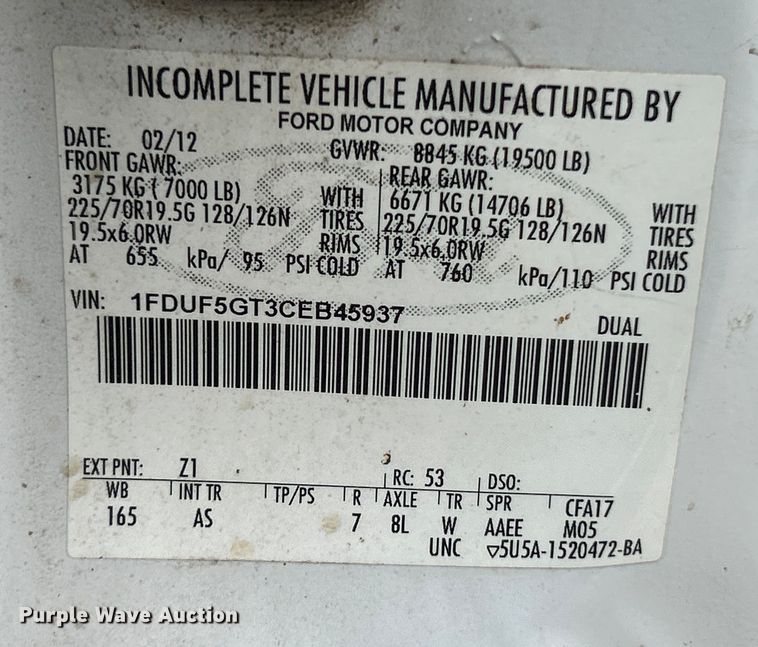 INCOMPLETE VEHICLE MANUFACTURED BY
FORD MOTOR COMPANY
DATE: 02/12 GVWR: 8845 KG (19500 LB)
FRONT GAWR: REAR GAWR:
3175 KG ( 7000 LB) WITH 6671 KG (14706 LB) WITH
225/70R19.5G 128/126N TIRES 225/70R19.5G 128/126N TIRES
19.5x6.0RW RIMS 19.5x6.0RW RIMS
AT 655 kPa/ 95 PSI COLD AT 760 kPa/110 PSI COLD
VIN: 1FDUF5GT3CEB45937 DUAL
EXT PNT: Z1 RC: 53 DSO:
WB INT TR TP/PS R AXLE TR SPR CFA17
165 AS 7 8L W AAEE M05
UNC ▽5U5A-1520472-BA
Purple Wave Auction